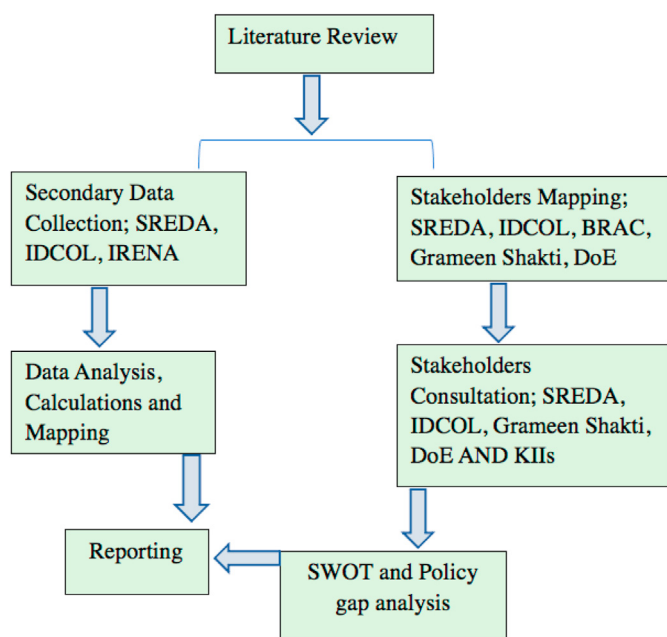 Literature Review
Secondary Data
Collection; SREDA,
IDCOL, IRENA
Stakeholders Mapping;
SREDA, IDCOL, BRAC,
Grameen Shakti, DoE
Data Analysis,
Calculations and
Mapping
Stakeholders
Consultation; SREDA,
IDCOL, Grameen Shakti,
DoE AND KIIs
Reporting
SWOT and Policy
gap analysis